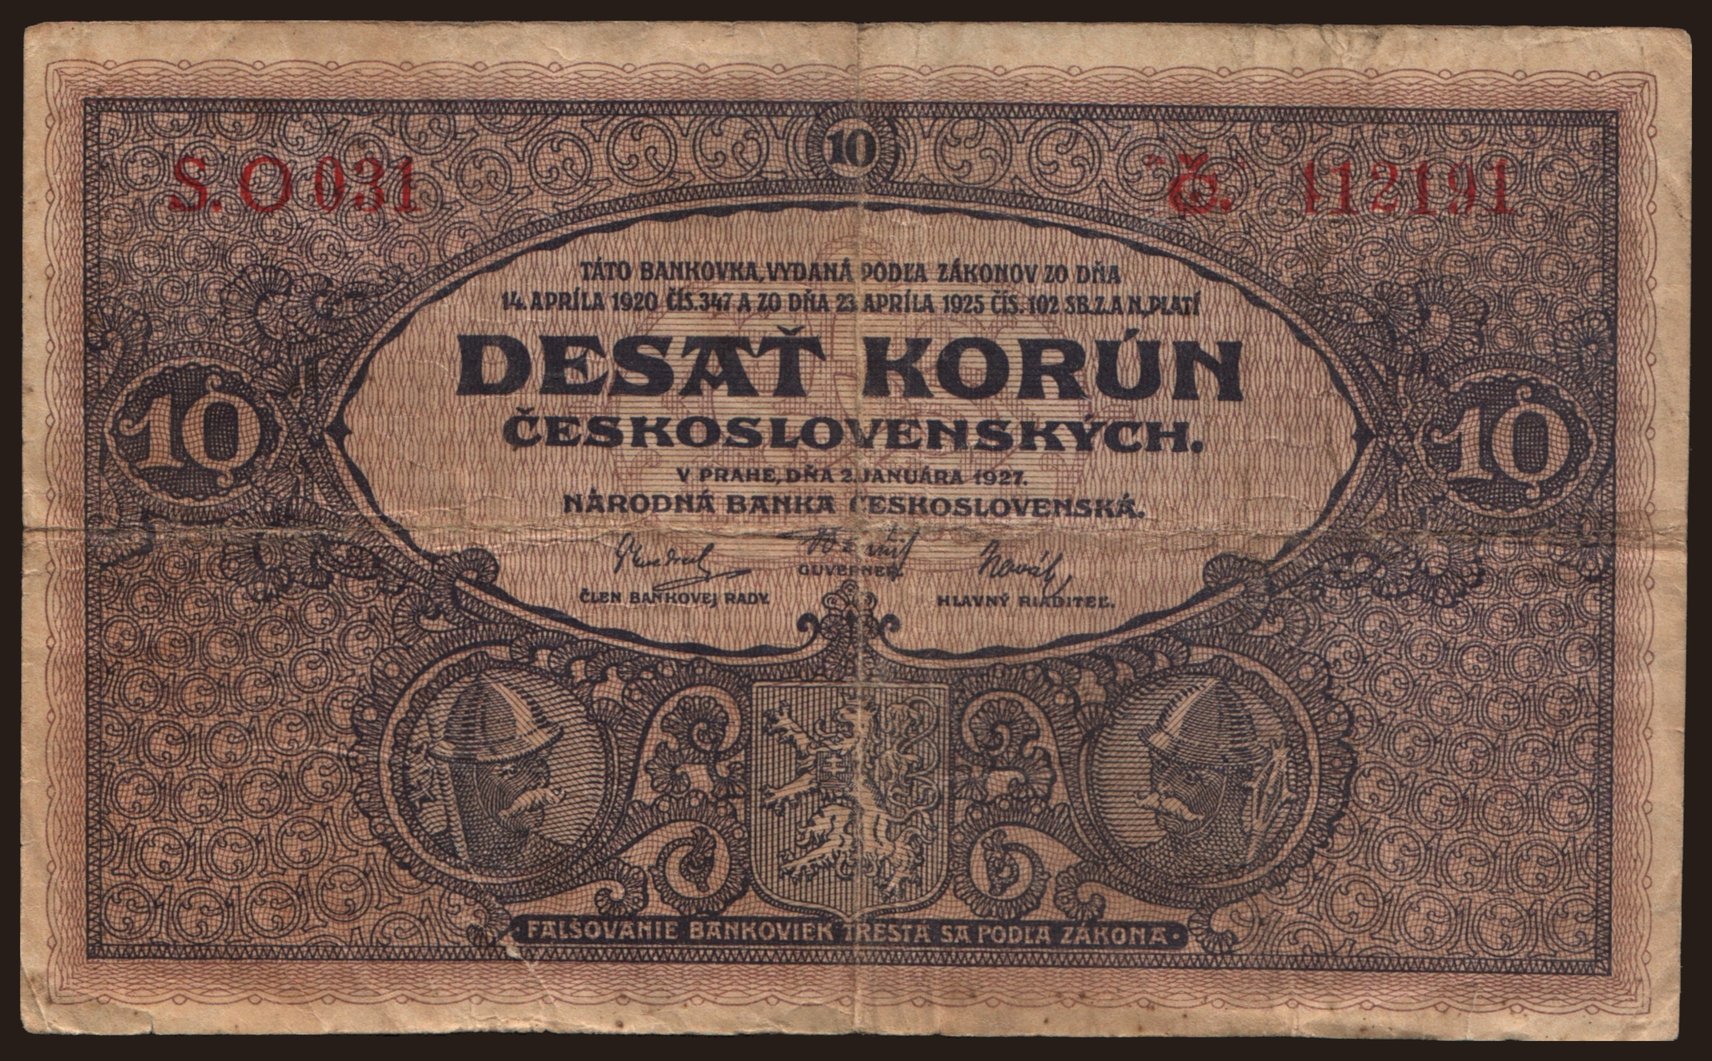 10
S. O 031
Č. 112191
TÁTO BANKOVKA, VYDANÁ PODĽA ZÁKONOV ZO DŇA
14. APRÍLA 1920 ČÍS. 347 A ZO DŇA 23. APRÍLA 1925 ČÍS. 102 SB. Z. A N., PLATÍ
DESAŤ KORÚN
ČESKOSLOVENSKÝCH.
10
10
V PRAHE, DŇA 2. JANUÁRA 1927.
NÁRODNÁ BANKA ČESKOSLOVENSKÁ.
GUVERNER.
ČLEN BANKOVEJ RADY.
HLAVNÝ RIADITEĽ.
FALŠOVANIE BANKOVIEK TRESTÁ SA PODĽA ZÁKONA